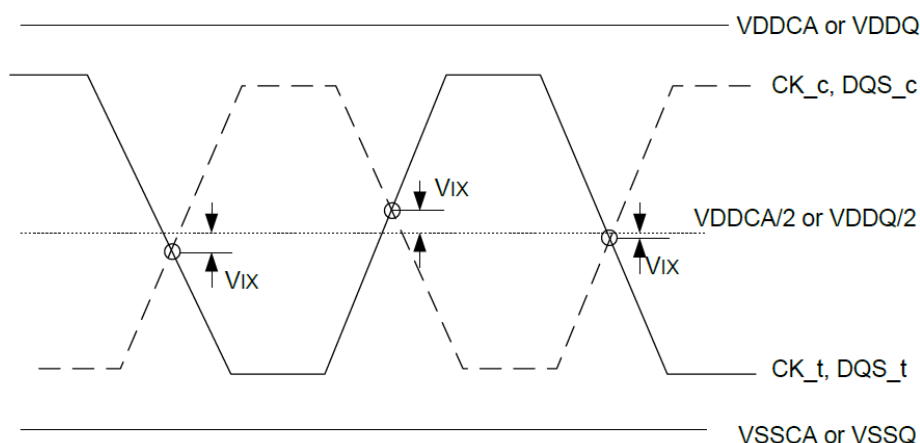 VDDCA or VDDQ
CK_c, DQS_c
VIX
VDDCA/2 or VDDQ/2
VIX
VIX
CK_t, DQS_t
VSSCA or VSSQ